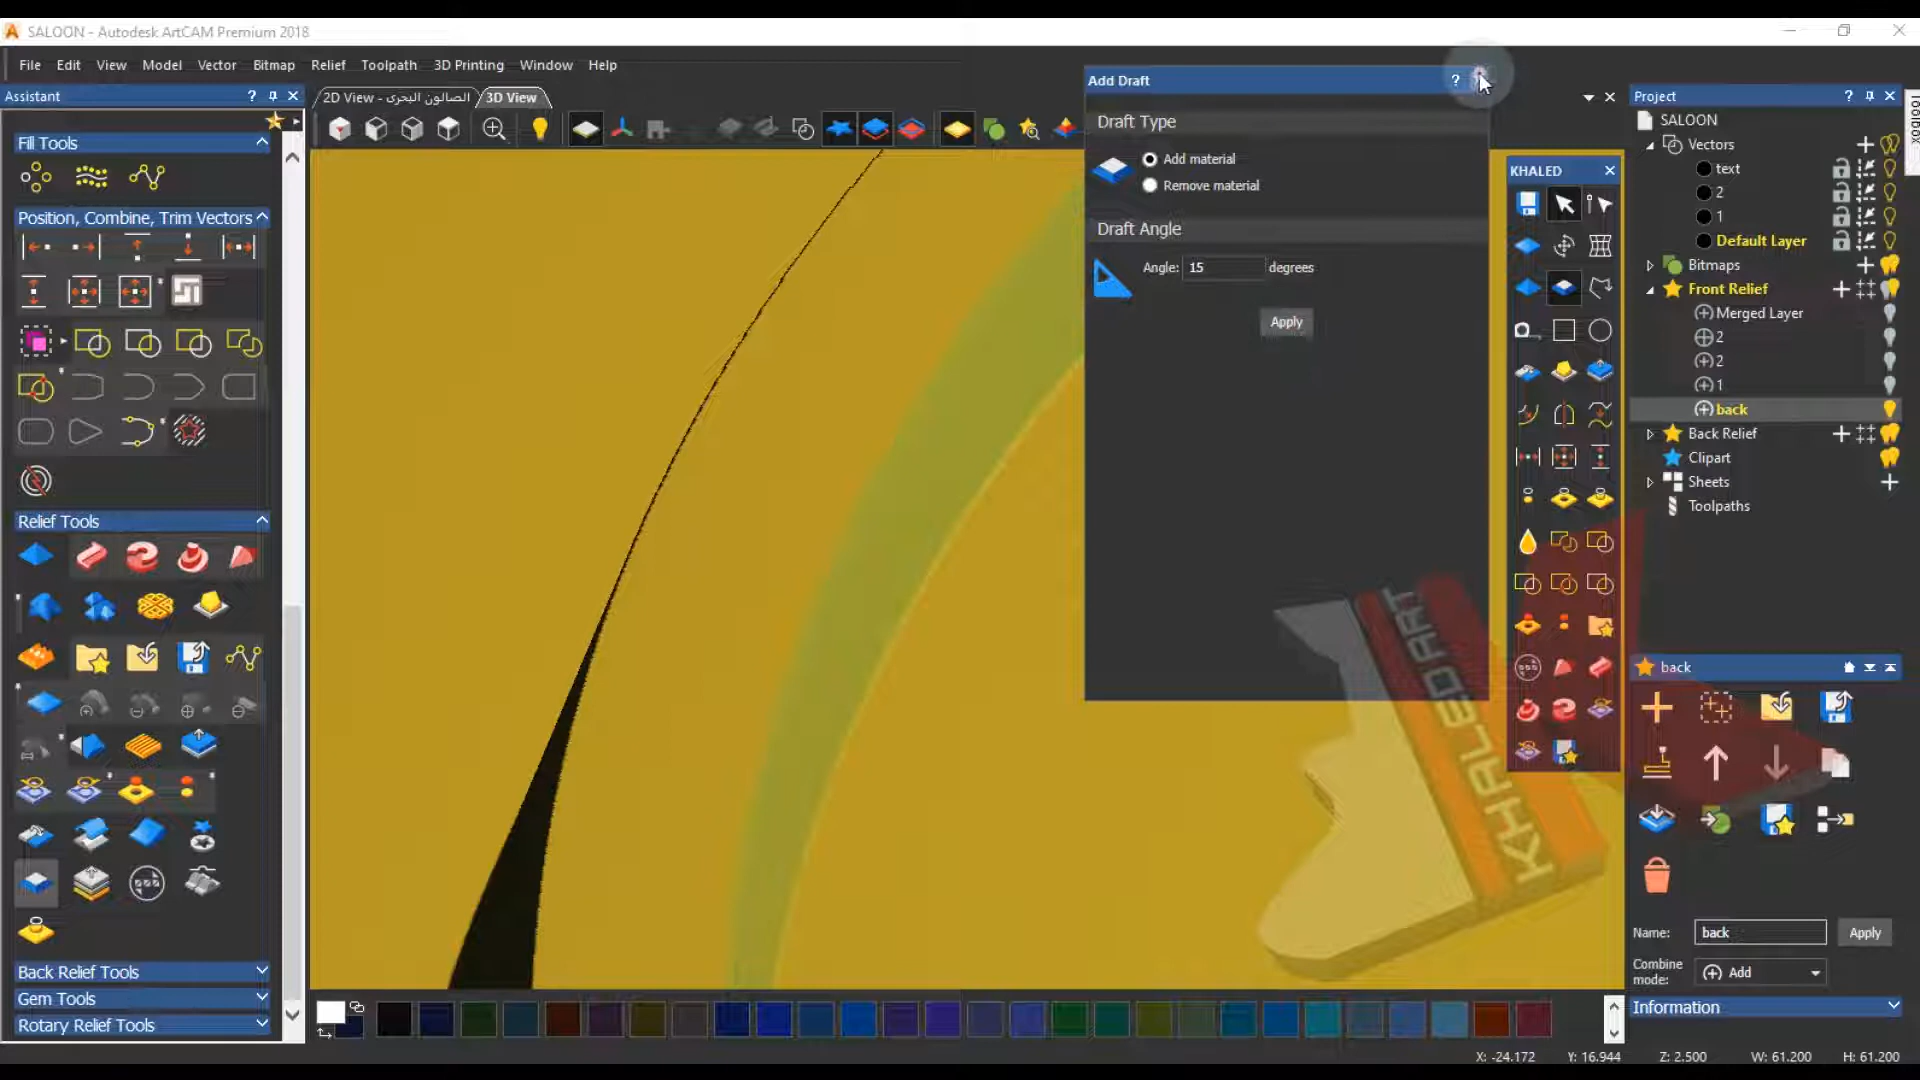 SALOON - Autodesk ArtCAM Premium 2018
File Edit View Model Vector Bitmap Relief Toolpath 3D Printing Window Help
Assistant
2D View - الصالون البحرى
3D View
Fill Tools
Position, Combine, Trim Vectors
Relief Tools
Back Relief Tools
Gem Tools
Rotary Relief Tools
Add Draft
Draft Type
Add material
Remove material
Draft Angle
Angle: 15 degrees
Apply
KHALED
KHALED ART
Project
SALOON
Vectors
text
2
1
Default Layer
Bitmaps
Front Relief
Merged Layer
2
2
1
back
Back Relief
Clipart
Sheets
Toolpaths
Toolbox
back
Name: back Apply
Combine mode: Add
Information
X: -24.172 Y: 16.944 Z: 2.500 W: 61.200 H: 61.200